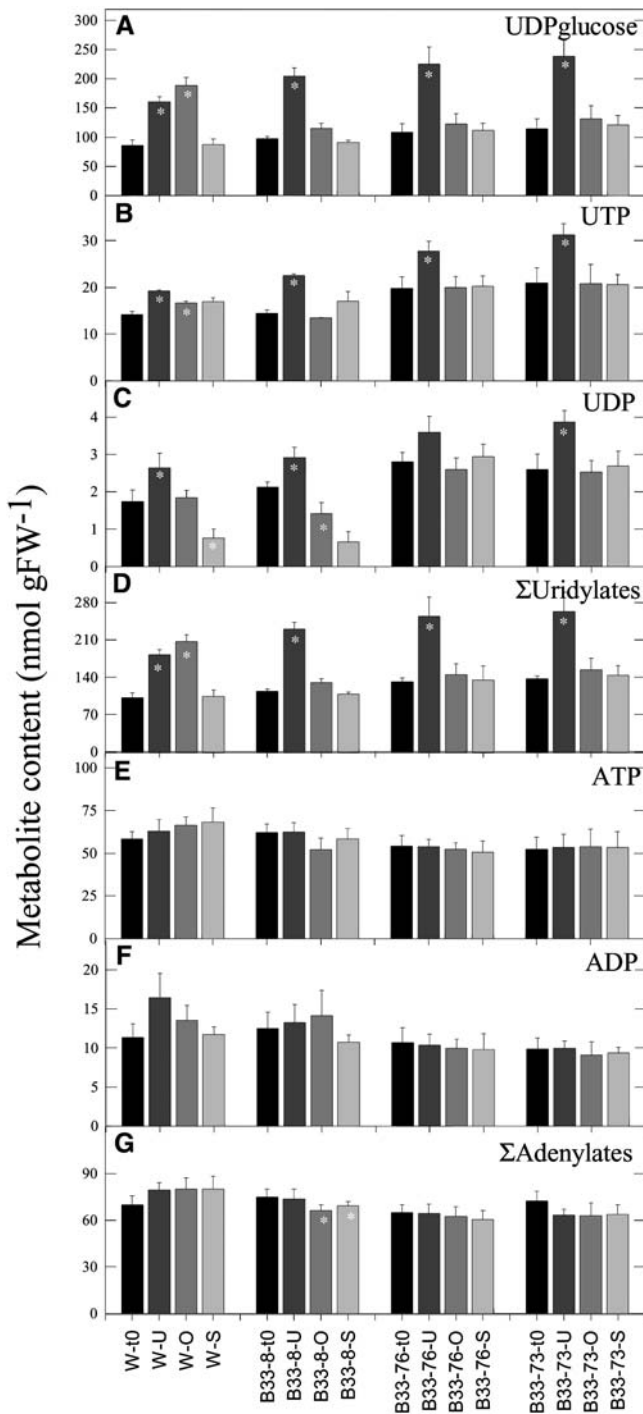 Metabolite content (nmol gFW-1)
A
UDPglucose
300
250
200
150
100
50
0
* * * * *
B
UTP
30
20
10
0
* * * * *
C
UDP
4
3
2
1
0
* * * * *
D
ΣUridylates
280
210
140
70
0
* * * * *
E
ATP
100
75
50
25
0
F
ADP
20
15
10
5
0
G
ΣAdenylates
90
60
30
0
* *
W-t0
W-U
W-O
W-S
B33-8-t0
B33-8-U
B33-8-O
B33-8-S
B33-76-t0
B33-76-U
B33-76-O
B33-76-S
B33-73-t0
B33-73-U
B33-73-O
B33-73-S